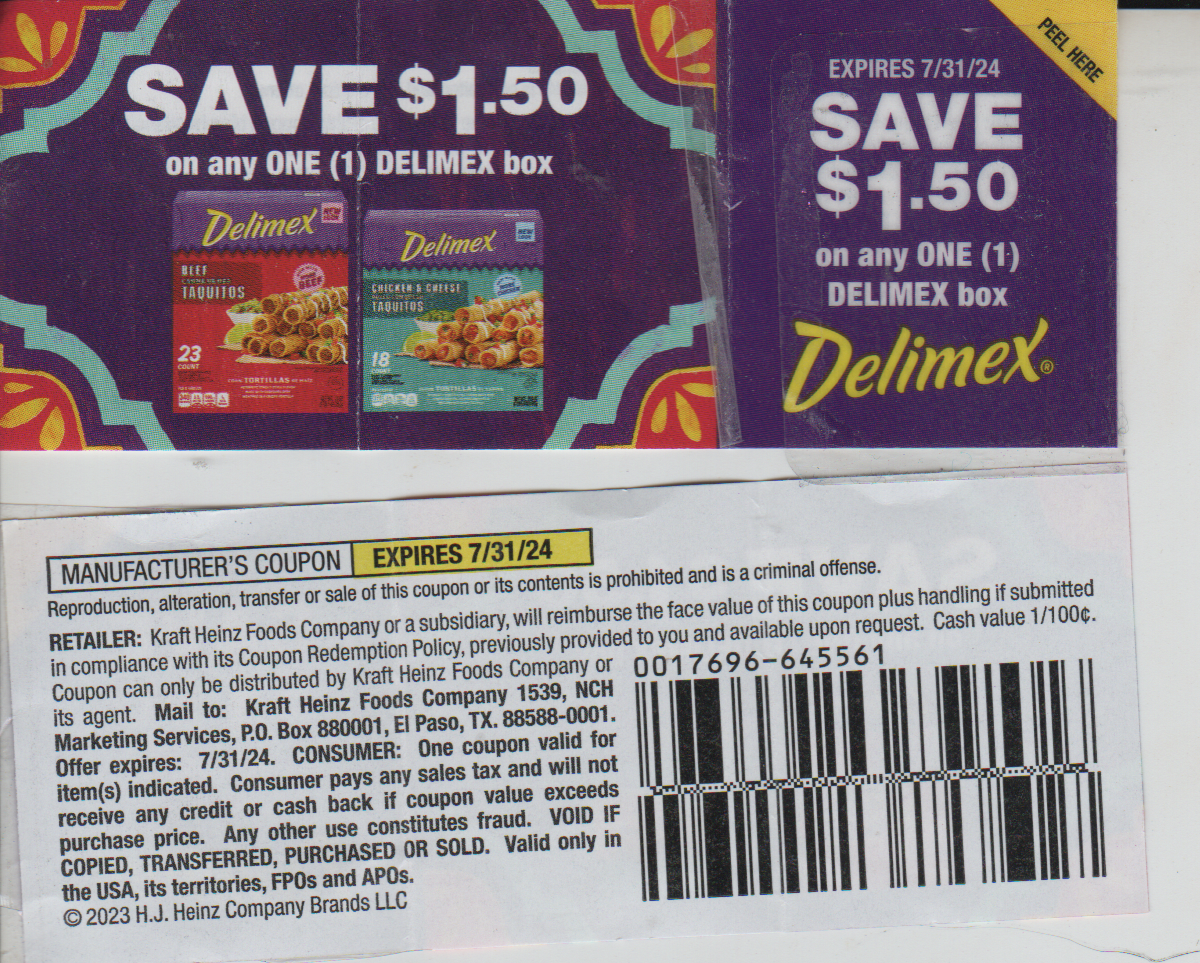 SAVE $1.50
on any ONE (1) DELIMEX box
Delimex
NEW LOOK
BEEF
TAQUITOS
23
COUNT
TORTILLAS
Delimex
NEW LOOK
CHICKEN & CHEESE
TAQUITOS
18
COUNT
TORTILLAS
PEEL HERE
EXPIRES 7/31/24
SAVE
$1.50
on any ONE (1)
DELIMEX box
Delimex®
MANUFACTURER'S COUPON EXPIRES 7/31/24
Reproduction, alteration, transfer or sale of this coupon or its contents is prohibited and is a criminal offense.
RETAILER: Kraft Heinz Foods Company or a subsidiary, will reimburse the face value of this coupon plus handling if submitted
in compliance with its Coupon Redemption Policy, previously provided to you and available upon request. Cash value 1/100¢.
Coupon can only be distributed by Kraft Heinz Foods Company or
its agent. Mail to: Kraft Heinz Foods Company 1539, NCH
Marketing Services, P.O. Box 880001, El Paso, TX. 88588-0001.
Offer expires: 7/31/24. CONSUMER: One coupon valid for
item(s) indicated. Consumer pays any sales tax and will not
receive any credit or cash back if coupon value exceeds
purchase price. Any other use constitutes fraud. VOID IF
COPIED, TRANSFERRED, PURCHASED OR SOLD. Valid only in
the USA, its territories, FPOs and APOs.
© 2023 H.J. Heinz Company Brands LLC
0017696-645561